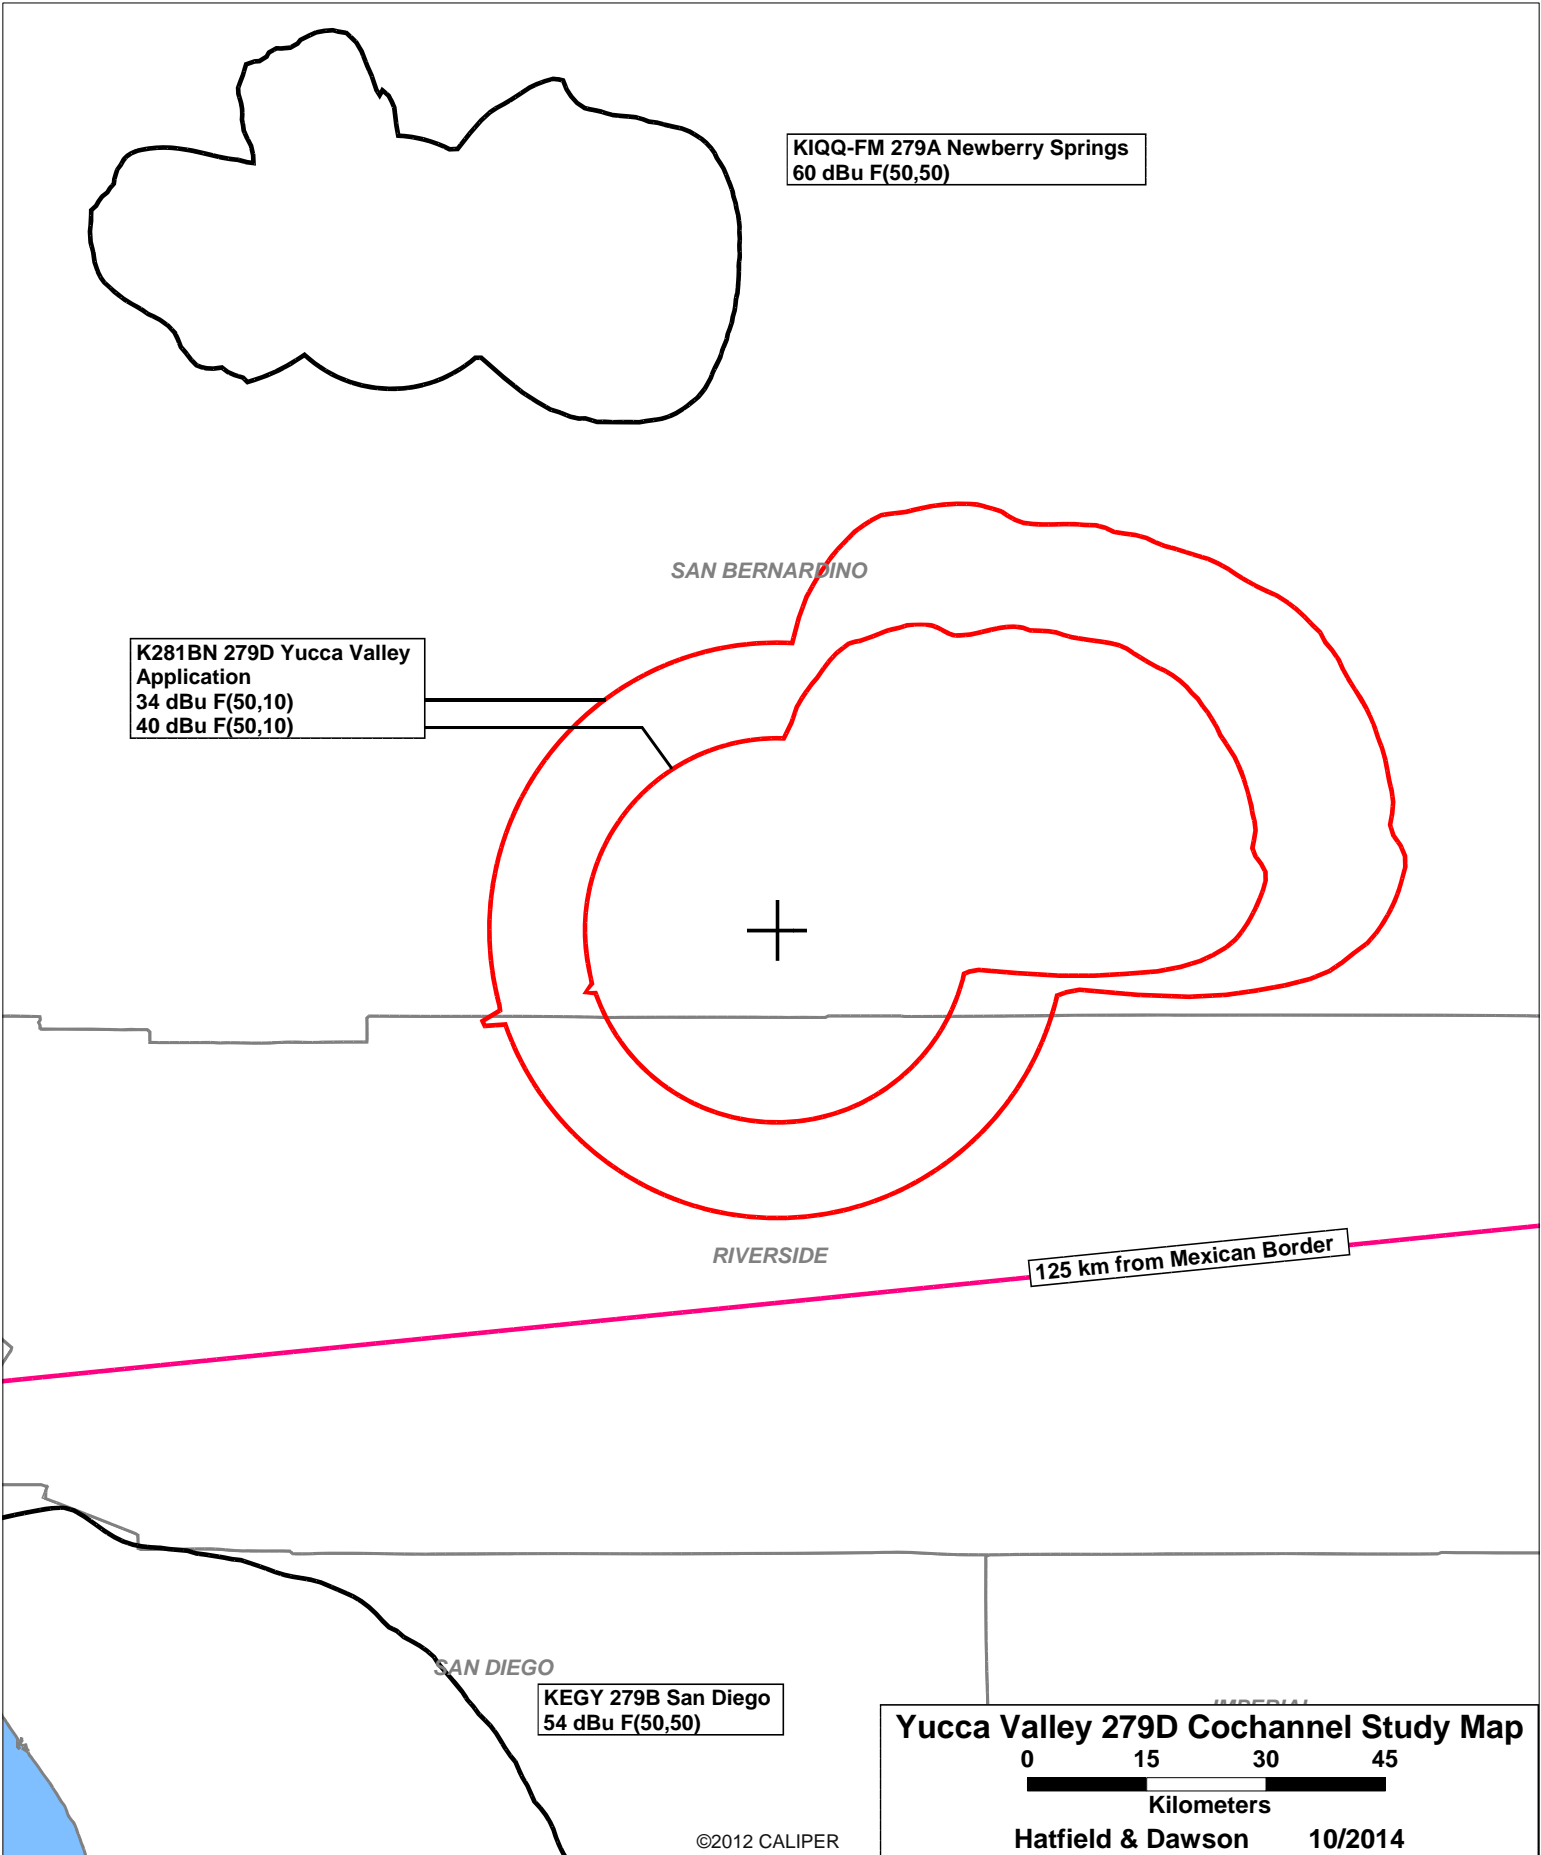 KIQQ-FM 279A Newberry Springs
60 dBu F(50,50)
SAN BERNARDINO
K281BN 279D Yucca Valley
Application
34 dBu F(50,10)
40 dBu F(50,10)
RIVERSIDE
125 km from Mexican Border
SAN DIEGO
KEGY 279B San Diego
54 dBu F(50,50)
IMPERIAL
Yucca Valley 279D Cochannel Study Map
0 15 30 45
Kilometers
Hatfield & Dawson 10/2014
©2012 CALIPER